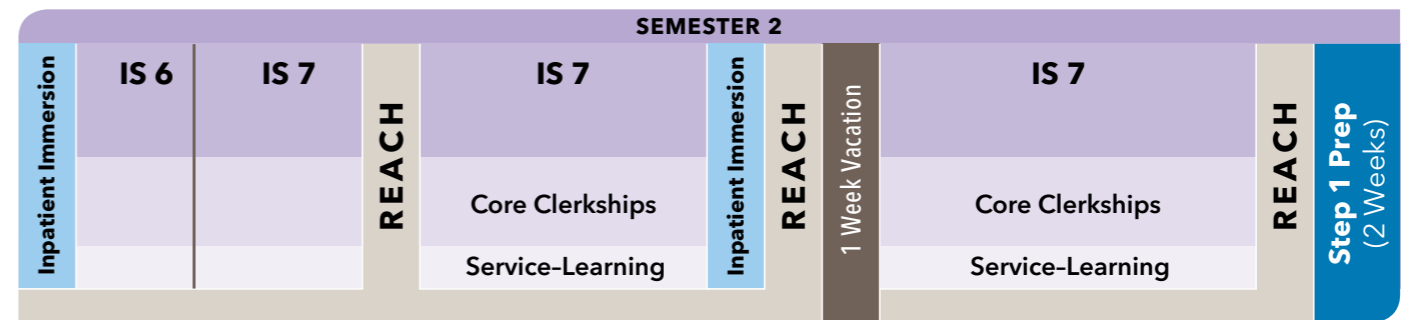 SEMESTER 2
Inpatient Immersion
IS 6
IS 7
REACH
IS 7
Core Clerkships
Service–Learning
Inpatient Immersion
REACH
1 Week Vacation
IS 7
Core Clerkships
Service–Learning
REACH
Step 1 Prep
(2 Weeks)